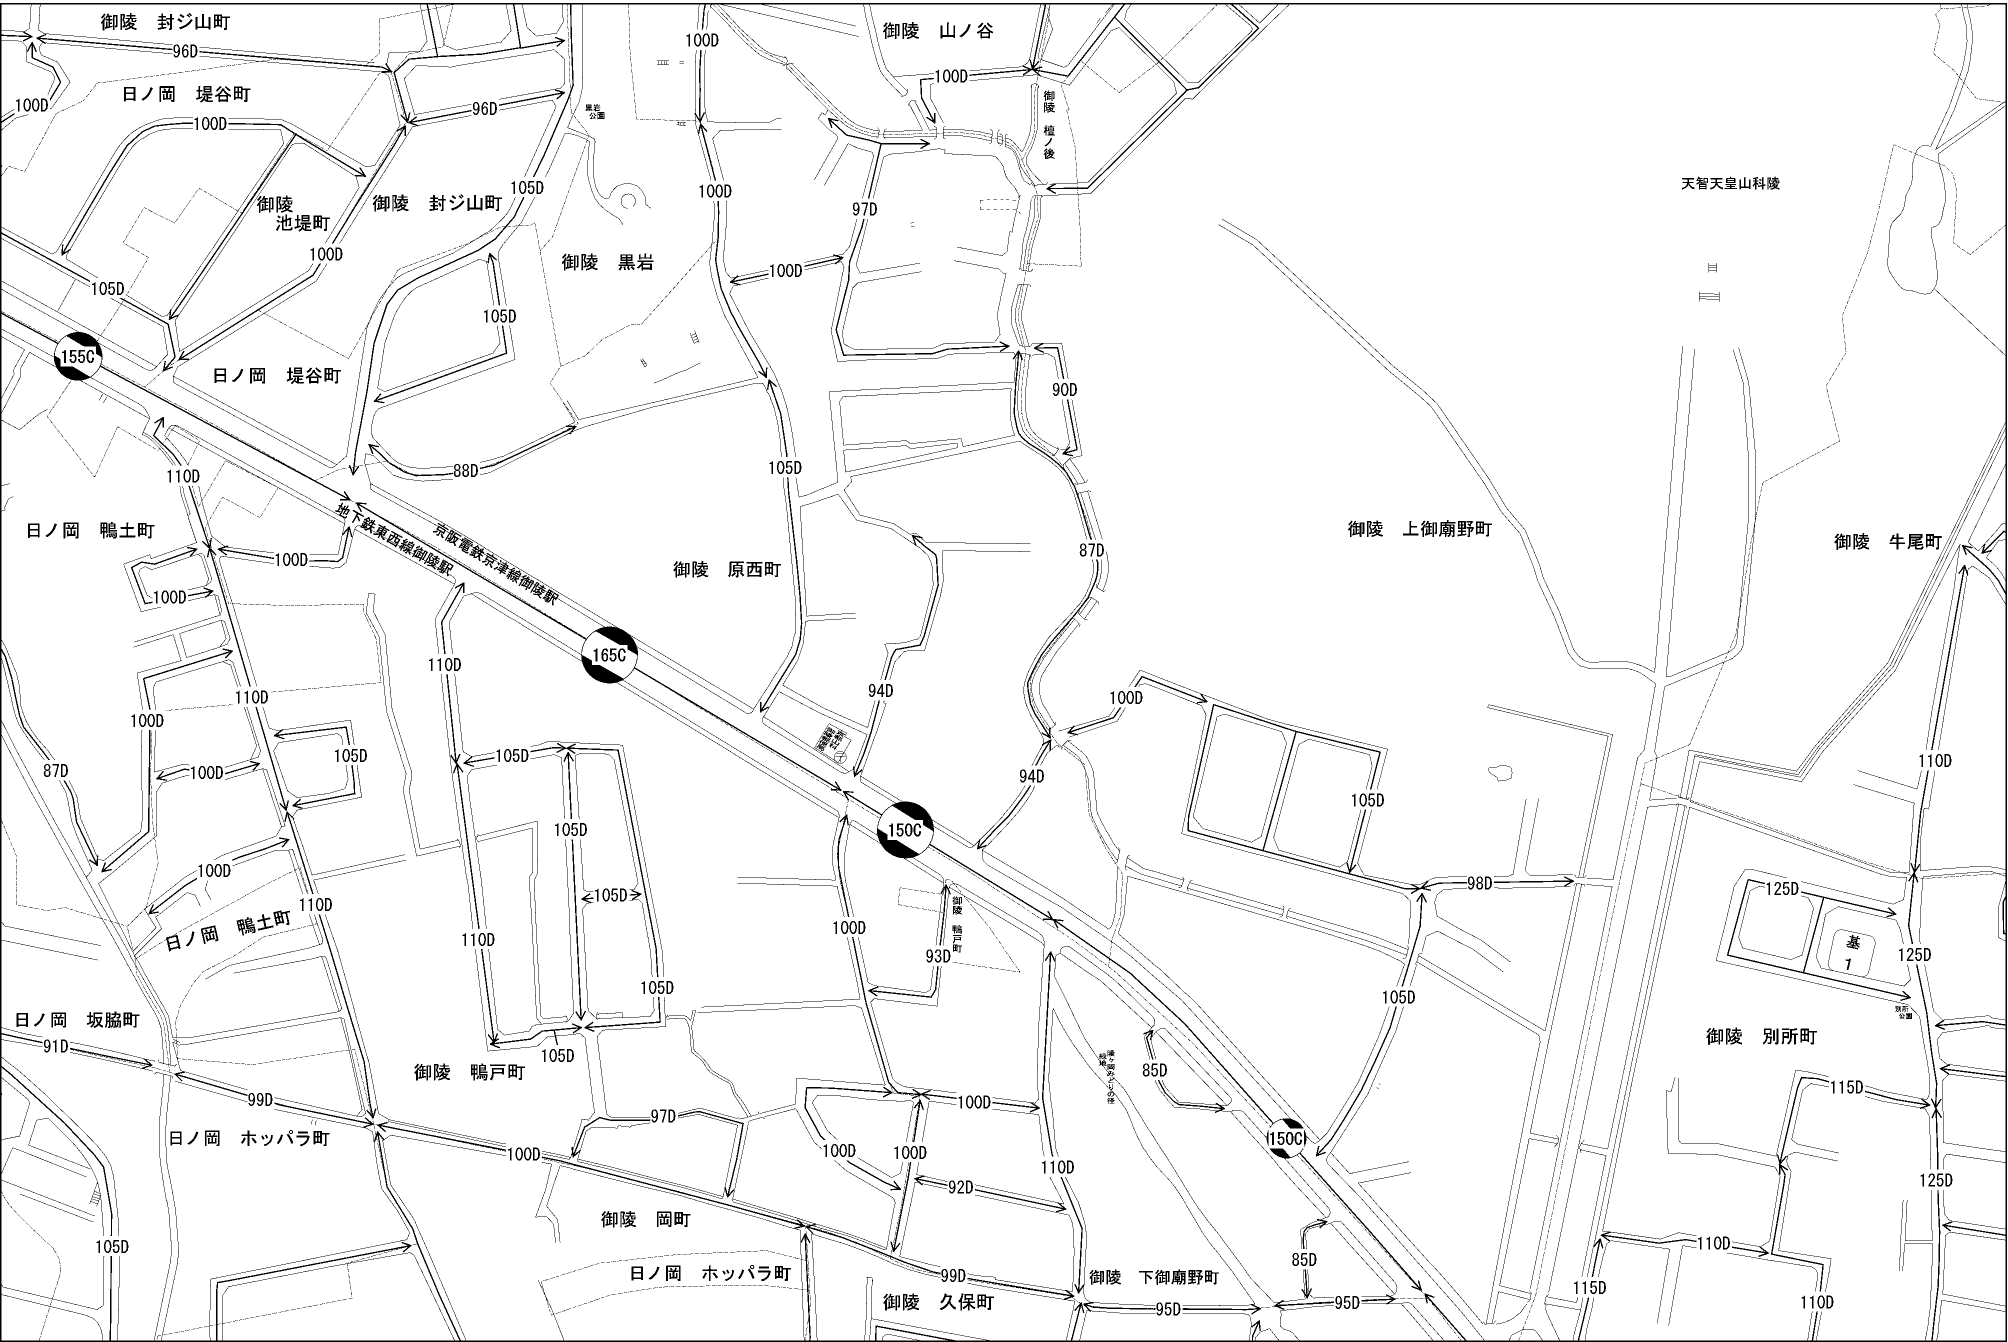 御陵 封ジ山町
96D
100D
御陵 山ノ谷
100D
日ノ岡 堤谷町
100D
100D
96D
黒岩
公園
御陵 檀ノ後
100D
105D
天智天皇山科陵
御陵
池堤町
御陵 封ジ山町
97D
100D
御陵 黒岩
100D
105D
105D
155C
日ノ岡 堤谷町
90D
88D
105D
110D
地下鉄東西線御陵駅
京阪電鉄京津線御陵駅
日ノ岡 鴨土町
御陵 上御廟野町
御陵 牛尾町
100D
87D
御陵 原西町
100D
165C
110D
94D
110D
100D
100D
105D
105D
110D
87D
100D
94D
105D
105D
150C
100D
105D
98D
125D
110D
日ノ岡 鴨土町
100D
御陵 鴨戸町
110D
93D
基
1
125D
105D
105D
日ノ岡 坂脇町
別所
公園
91D
105D
御陵 別所町
御陵 鴨戸町
85D
115D
99D
100D
97D
日ノ岡 ホッパラ町
150C
100D
100D
100D
110D
92D
125D
御陵 岡町
105D
110D
85D
日ノ岡 ホッパラ町
99D
御陵 下御廟野町
115D
御陵 久保町
95D
95D
110D